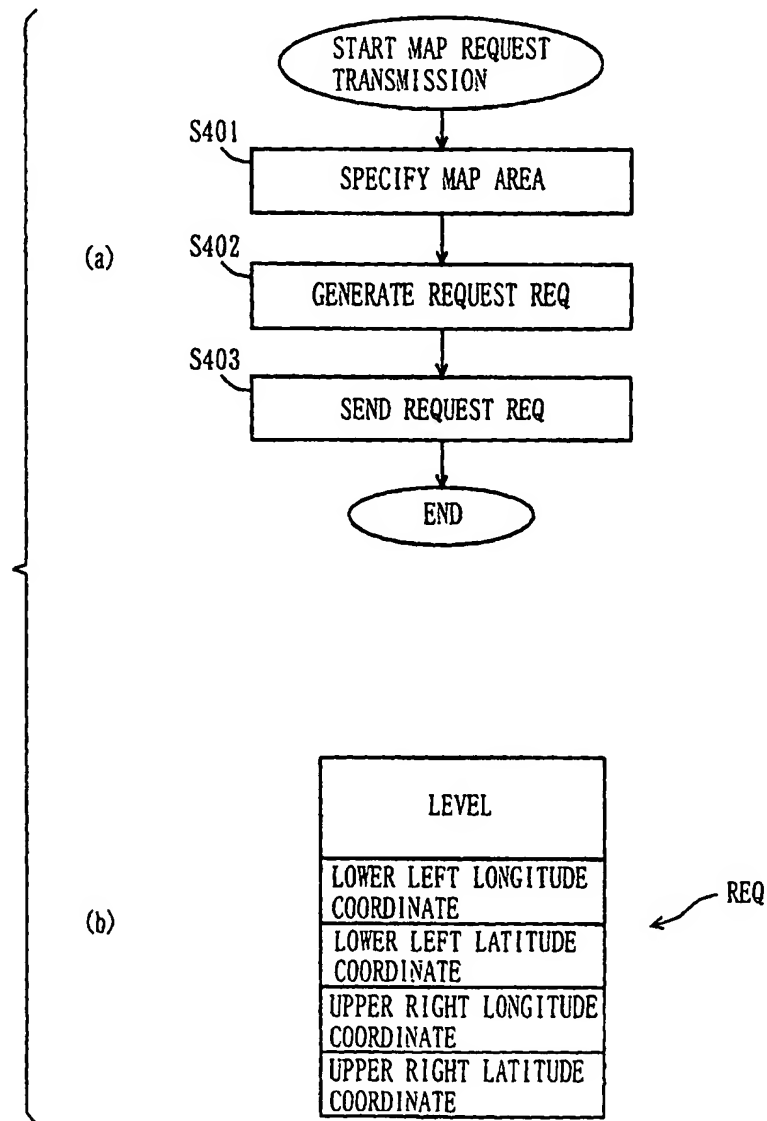 START MAP REQUEST
TRANSMISSION
S401
SPECIFY MAP AREA
(a)
S402
GENERATE REQUEST REQ
S403
SEND REQUEST REQ
END
LEVEL
LOWER LEFT LONGITUDE
COORDINATE
REQ
(b)
LOWER LEFT LATITUDE
COORDINATE
UPPER RIGHT LONGITUDE
COORDINATE
UPPER RIGHT LATITUDE
COORDINATE